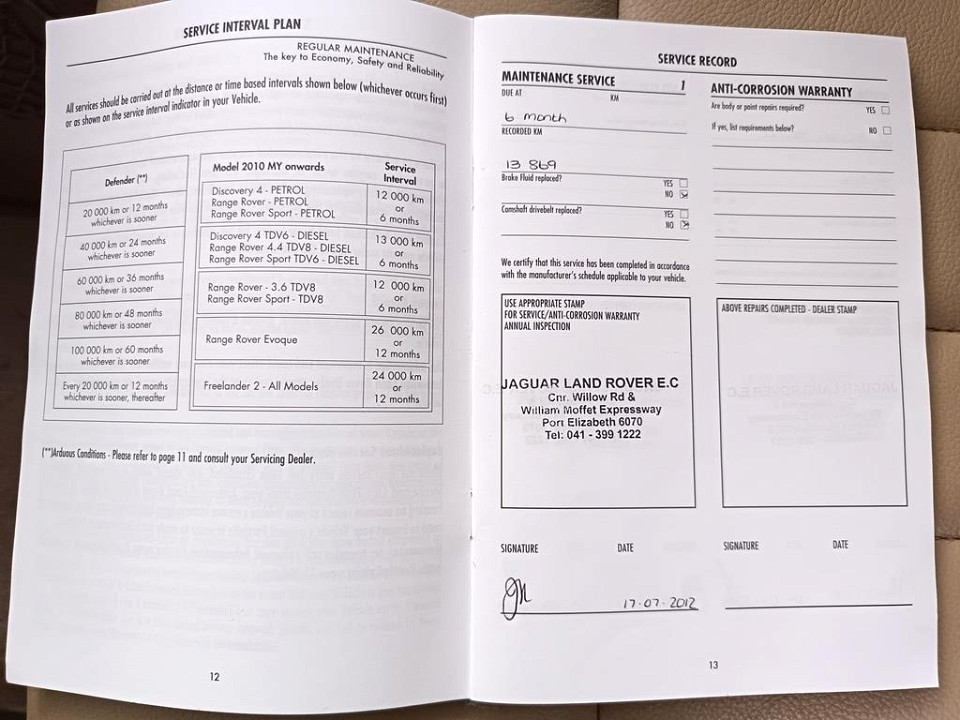 SERVICE INTERVAL PLAN
REGULAR MAINTENANCE
The key to Economy, Safety and Reliability
All services should be carried out at the distance or time based intervals shown below (whichever occurs first)
or as shown on the service interval indicator in your Vehicle.
Defender (**)
20 000 km or 12 months
whichever is sooner
40 000 km or 24 months
whichever is sooner
60 000 km or 36 months
whichever is sooner
80 000 km or 48 months
whichever is sooner
100 000 km or 60 months
whichever is sooner
Every 20 000 km or 12 months
whichever is sooner, thereafter
Model 2010 MY onwards
Service
Interval
Discovery 4 - PETROL
Range Rover - PETROL
Range Rover Sport - PETROL
12 000 km
or
6 months
Discovery 4 TDV6 - DIESEL
Range Rover 4.4 TDV8 - DIESEL
Range Rover Sport TDV6 - DIESEL
13 000 km
or
6 months
Range Rover - 3.6 TDV8
Range Rover Sport - TDV8
12 000 km
or
6 months
Range Rover Evoque
26 000 km
or
12 months
Freelander 2 - All Models
24 000 km
or
12 months
(**)Arduous Conditions - Please refer to page 11 and consult your Servicing Dealer.
12
SERVICE RECORD
MAINTENANCE SERVICE 1
DUE AT KM
6 month
RECORDED KM
13 869
Brake Fluid replaced?
YES
NO
Camshaft drivebelt replaced?
YES
NO
We certify that this service has been completed in accordance
with the manufacturer's schedule applicable to your vehicle.
USE APPROPRIATE STAMP
FOR SERVICE/ANTI-CORROSION WARRANTY
ANNUAL INSPECTION
JAGUAR LAND ROVER E.C
Cnr. Willow Rd &
William Moffet Expressway
Port Elizabeth 6070
Tel: 041 - 399 1222
SIGNATURE DATE
17-07-2012
ANTI-CORROSION WARRANTY
Are body or paint repairs required? YES
If yes, list requirements below? NO
ABOVE REPAIRS COMPLETED - DEALER STAMP
SIGNATURE DATE
13